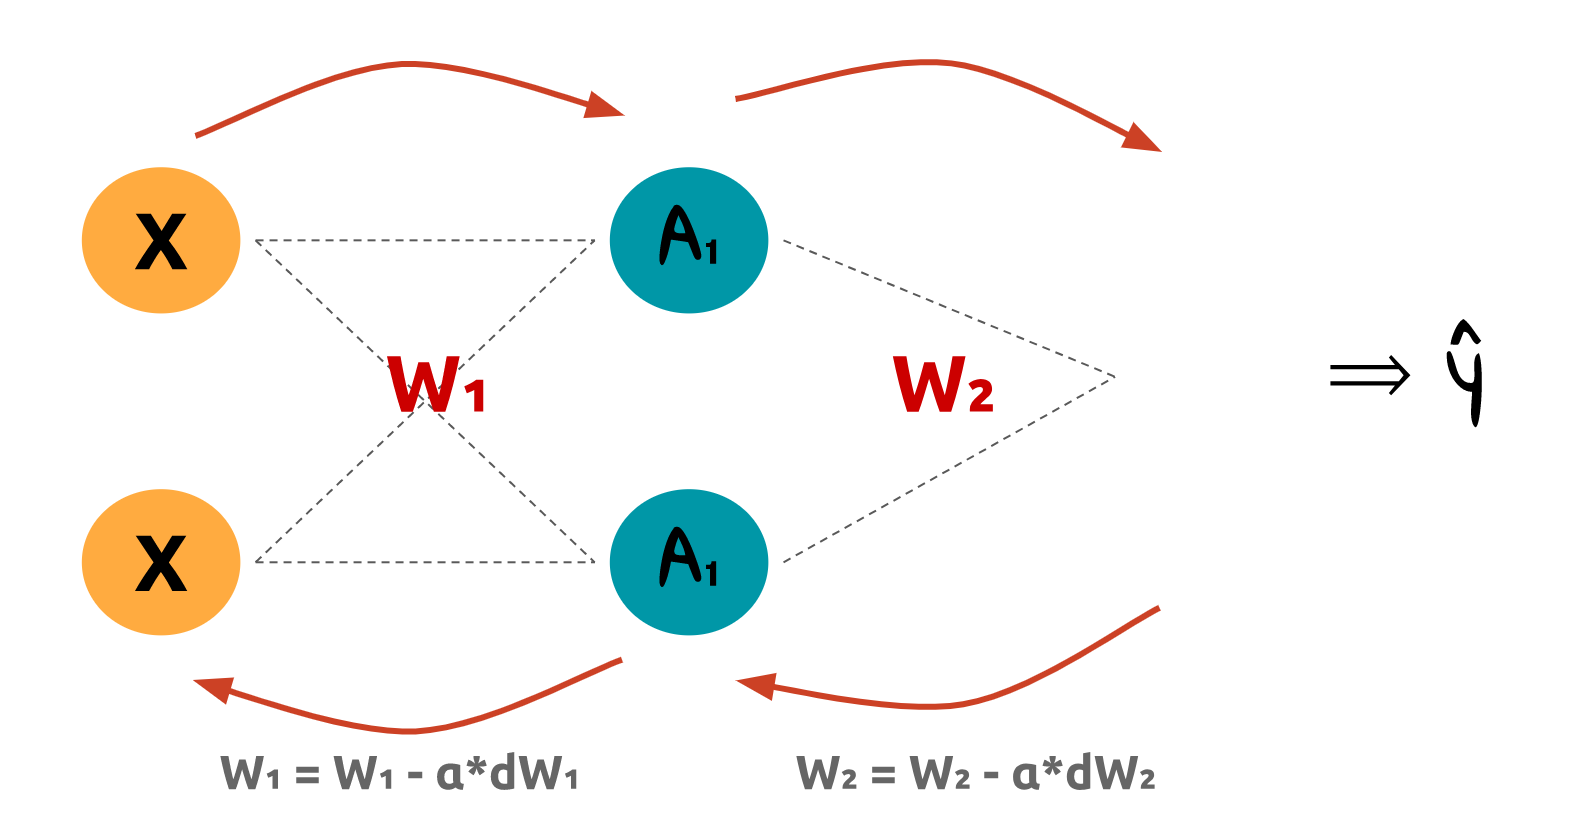 X
A₁
W₁
W₂
⇒ ŷ
X
A₁
W₁ = W₁ - a*dW₁
W₂ = W₂ - a*dW₂